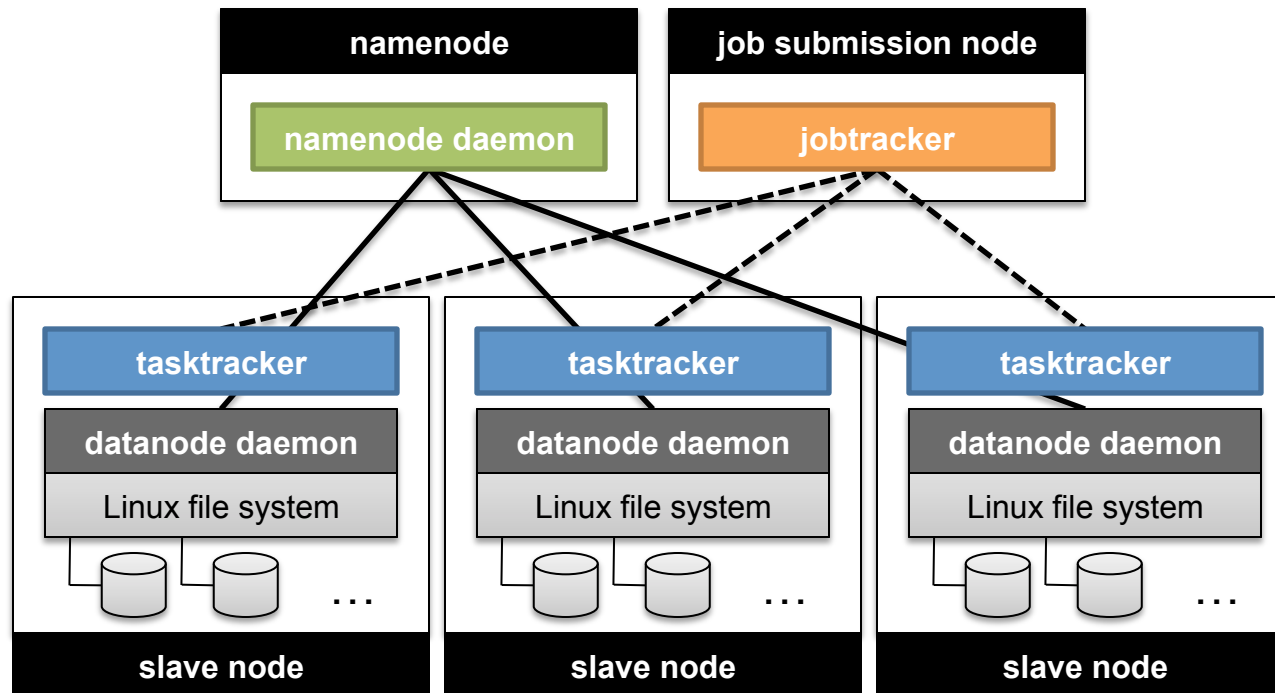 namenode
job submission node
namenode daemon
jobtracker
tasktracker
tasktracker
tasktracker
datanode daemon
datanode daemon
datanode daemon
Linux file system
Linux file system
Linux file system
...
...
...
slave node
slave node
slave node